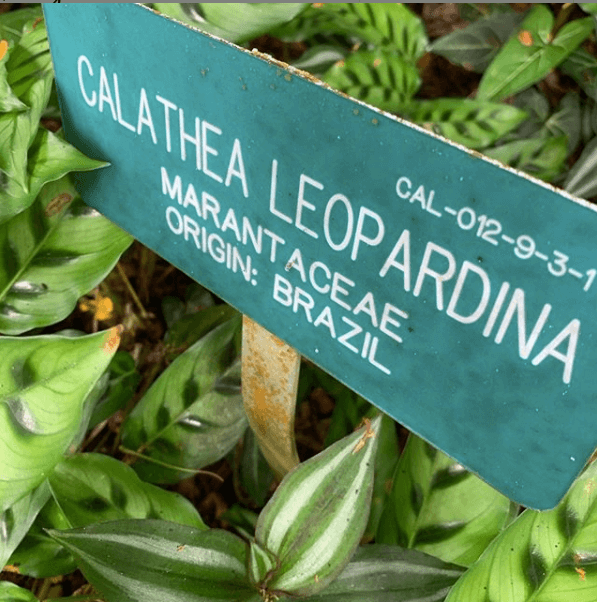 CAL-012-9-3-1
CALATHEA LEOPARDINA
MARANTACEAE
ORIGIN: BRAZIL